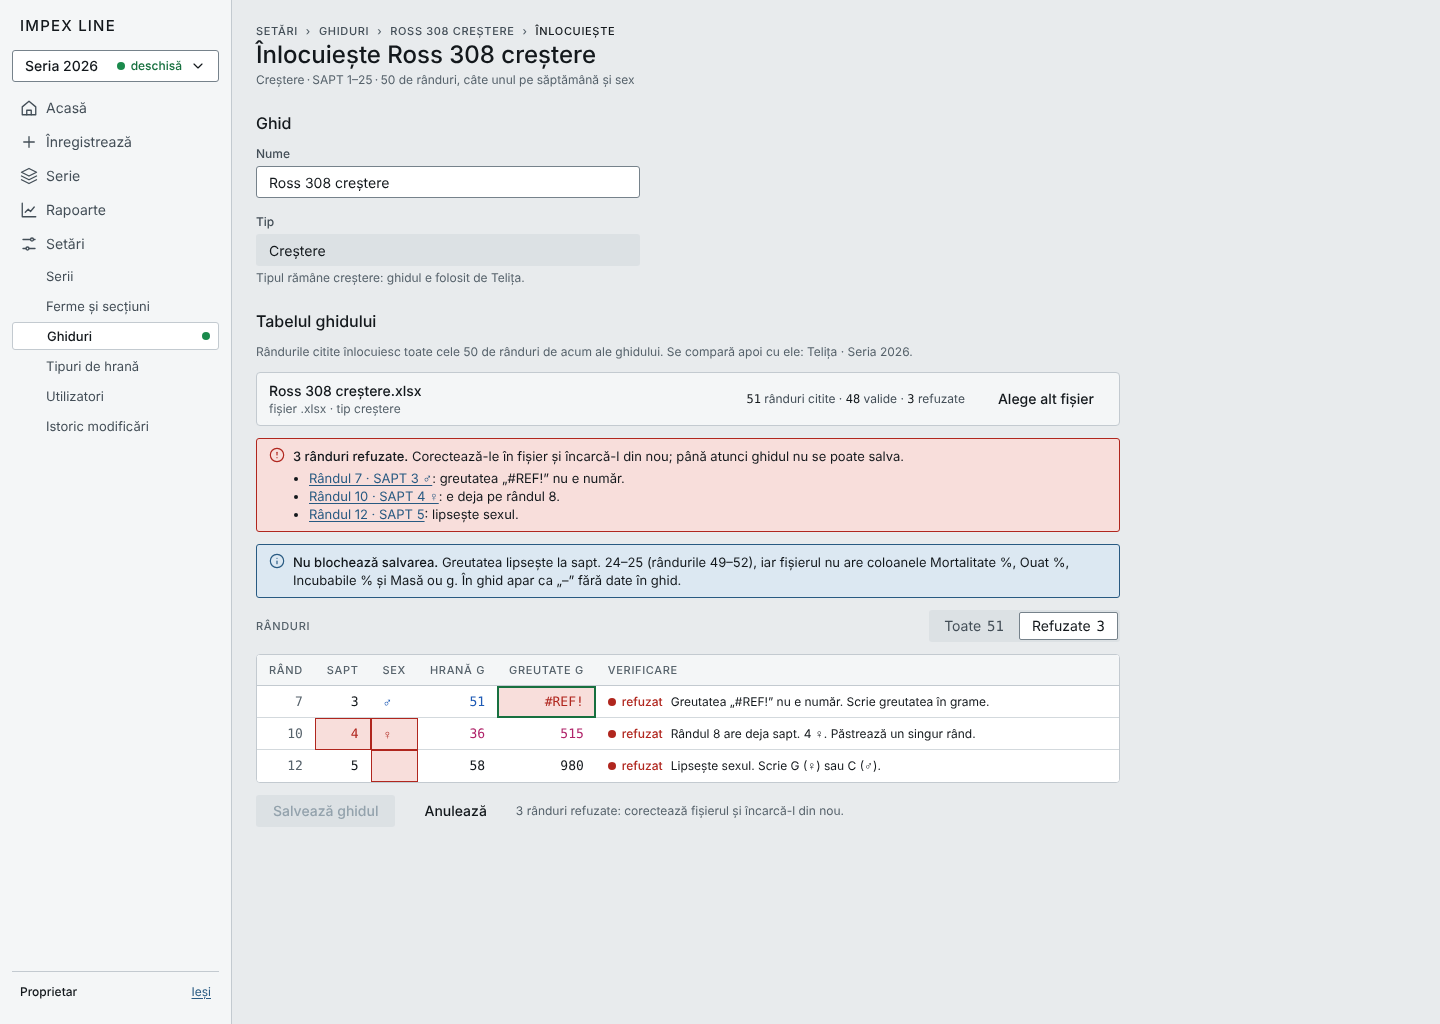 IMPEX LINE
Seria 2026 deschisă
Acasă
Înregistrează
Serie
Rapoarte
Setări
Serii
Ferme și secțiuni
Ghiduri
Tipuri de hrană
Utilizatori
Istoric modificări
Proprietar Ieși
SETĂRI › GHIDURI › ROSS 308 CREȘTERE › ÎNLOCUIEȘTE
Înlocuiește Ross 308 creștere
Creștere · SAPT 1–25 · 50 de rânduri, câte unul pe săptămână și sex
Ghid
Nume
Ross 308 creștere
Tip
Creștere
Tipul rămâne creștere: ghidul e folosit de Telița.
Tabelul ghidului
Rândurile citite înlocuiesc toate cele 50 de rânduri de acum ale ghidului. Se compară apoi cu ele: Telița · Seria 2026.
Ross 308 creștere.xlsx
fișier .xlsx · tip creștere
51 rânduri citite · 48 valide · 3 refuzate
Alege alt fișier
3 rânduri refuzate. Corectează-le în fișier și încarcă-l din nou; până atunci ghidul nu se poate salva.
• Rândul 7 · SAPT 3 ♂: greutatea „#REF!” nu e număr.
• Rândul 10 · SAPT 4 ♀: e deja pe rândul 8.
• Rândul 12 · SAPT 5: lipsește sexul.
Nu blochează salvarea. Greutatea lipsește la sapt. 24–25 (rândurile 49–52), iar fișierul nu are coloanele Mortalitate %, Ouat %,
Incubabile % și Masă ou g. În ghid apar ca „–” fără date în ghid.
RÂNDURI
Toate 51 Refuzate 3
RÂND SAPT SEX HRANĂ G GREUTATE G VERIFICARE
7 3 ♂ 51 #REF! refuzat Greutatea „#REF!” nu e număr. Scrie greutatea în grame.
10 4 ♀ 36 515 refuzat Rândul 8 are deja sapt. 4 ♀. Păstrează un singur rând.
12 5 58 980 refuzat Lipsește sexul. Scrie G (♀) sau C (♂).
Salvează ghidul Anulează 3 rânduri refuzate: corectează fișierul și încarcă-l din nou.